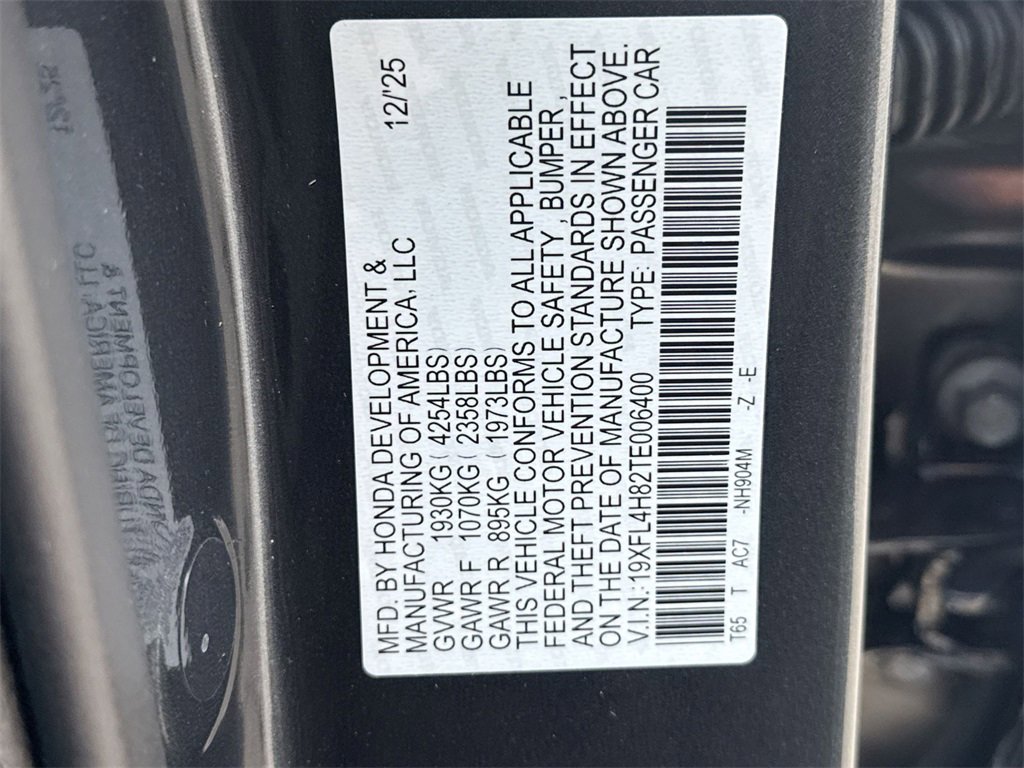 MFD. BY HONDA DEVELOPMENT & 12/'25
MANUFACTURING OF AMERICA, LLC
GVWR 1930KG ( 4254LBS)
GAWR F 1070KG ( 2358LBS)
GAWR R 895KG ( 1973LBS)
THIS VEHICLE CONFORMS TO ALL APPLICABLE
FEDERAL MOTOR VEHICLE SAFETY , BUMPER ,
AND THEFT PREVENTION STANDARDS IN EFFECT
ON THE DATE OF MANUFACTURE SHOWN ABOVE.
V.I.N.:19XFL4H82TE006400 TYPE: PASSENGER CAR
T65 T AC7 -NH904M -Z -E